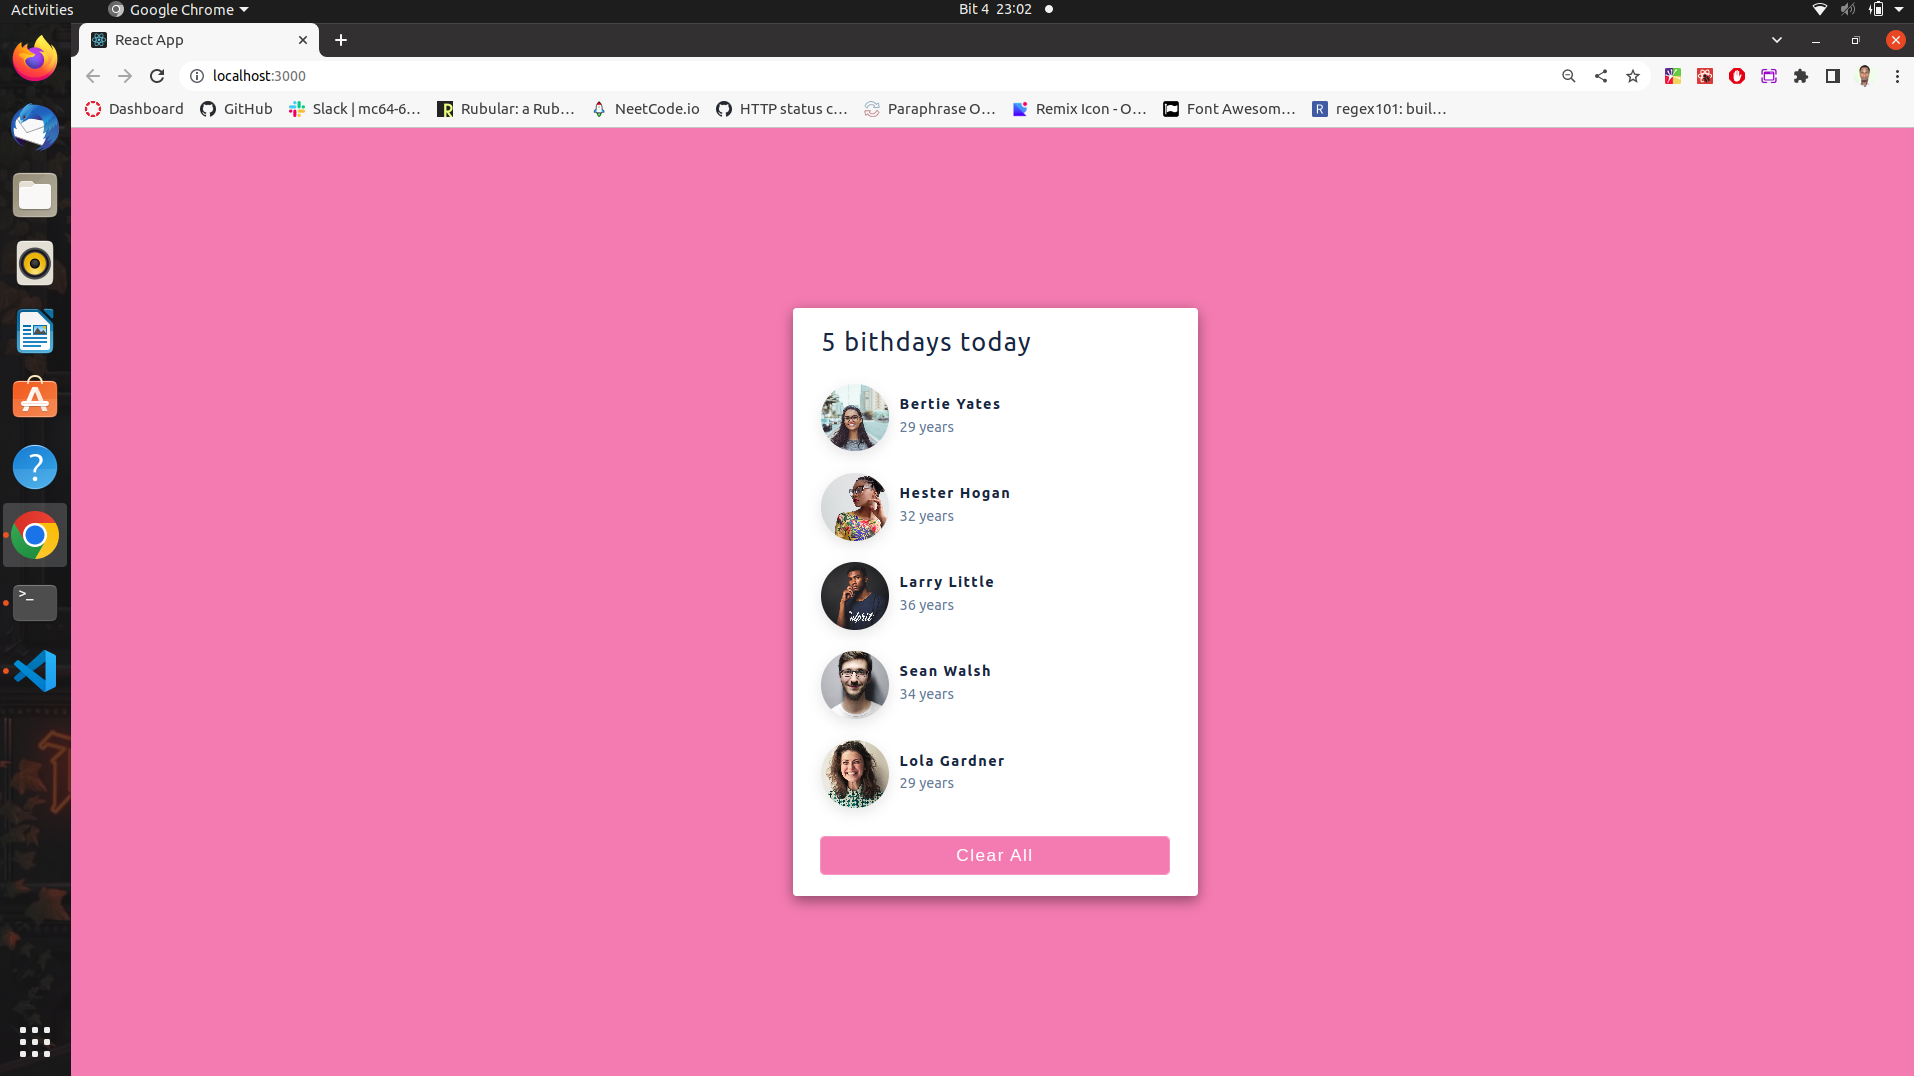 Activities
Google Chrome
Bit 4 23:02
React App
localhost:3000
Dashboard
GitHub
Slack | mc64-6...
Rubular: a Rub...
NeetCode.io
HTTP status c...
Paraphrase O...
Remix Icon - O...
Font Awesom...
R
regex101: buil...
5 bithdays today
Bertie Yates
29 years
Hester Hogan
32 years
Larry Little
36 years
Sean Walsh
34 years
Lola Gardner
29 years
Clear All